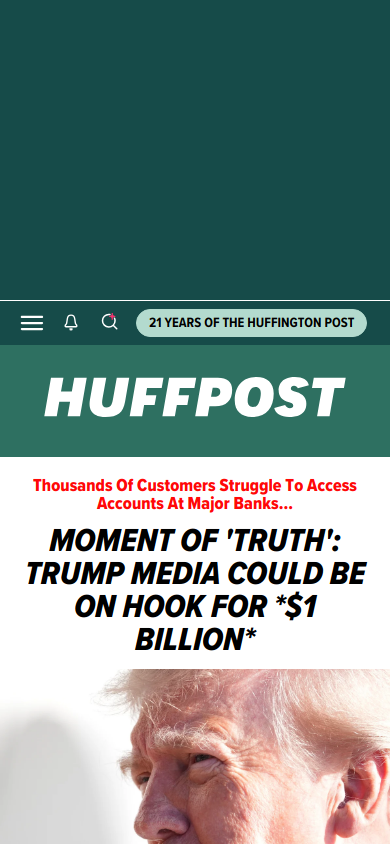 21 YEARS OF THE HUFFINGTON POST
HUFFPOST
Thousands Of Customers Struggle To Access
Accounts At Major Banks...
MOMENT OF 'TRUTH':
TRUMP MEDIA COULD BE
ON HOOK FOR *$1
BILLION*